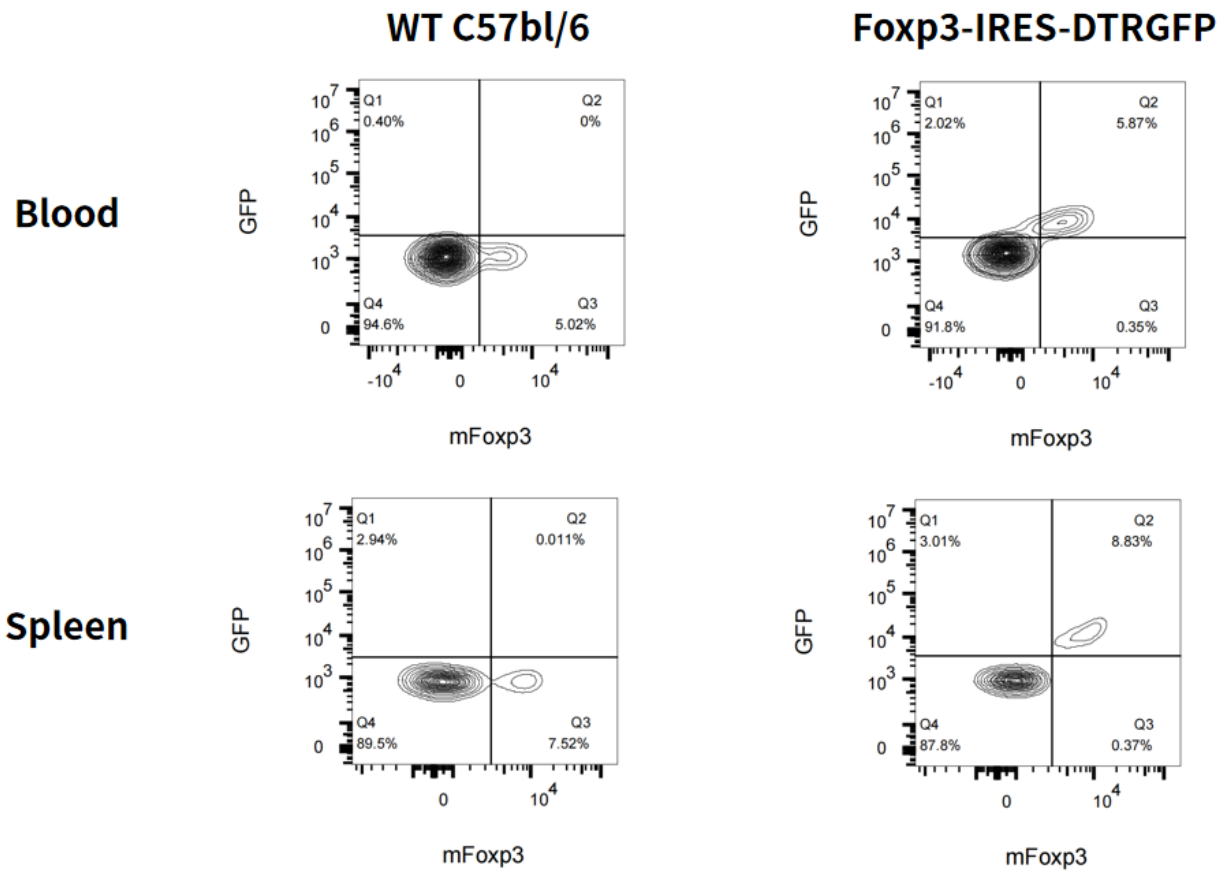 WT C57bl/6 Foxp3-IRES-DTRGFP
Blood
GFP
10^7
10^6
10^5
10^4
10^3
0
Q1
0.40%
Q2
0%
Q4
94.6%
Q3
5.02%
-10^4 0 10^4
mFoxp3
GFP
10^7
10^6
10^5
10^4
10^3
0
Q1
2.02%
Q2
5.87%
Q4
91.8%
Q3
0.35%
-10^4 0 10^4
mFoxp3
Spleen
GFP
10^7
10^6
10^5
10^4
10^3
0
Q1
2.94%
Q2
0.011%
Q4
89.5%
Q3
7.52%
0 10^4
mFoxp3
GFP
10^7
10^6
10^5
10^4
10^3
0
Q1
3.01%
Q2
8.83%
Q4
87.8%
Q3
0.37%
0 10^4
mFoxp3